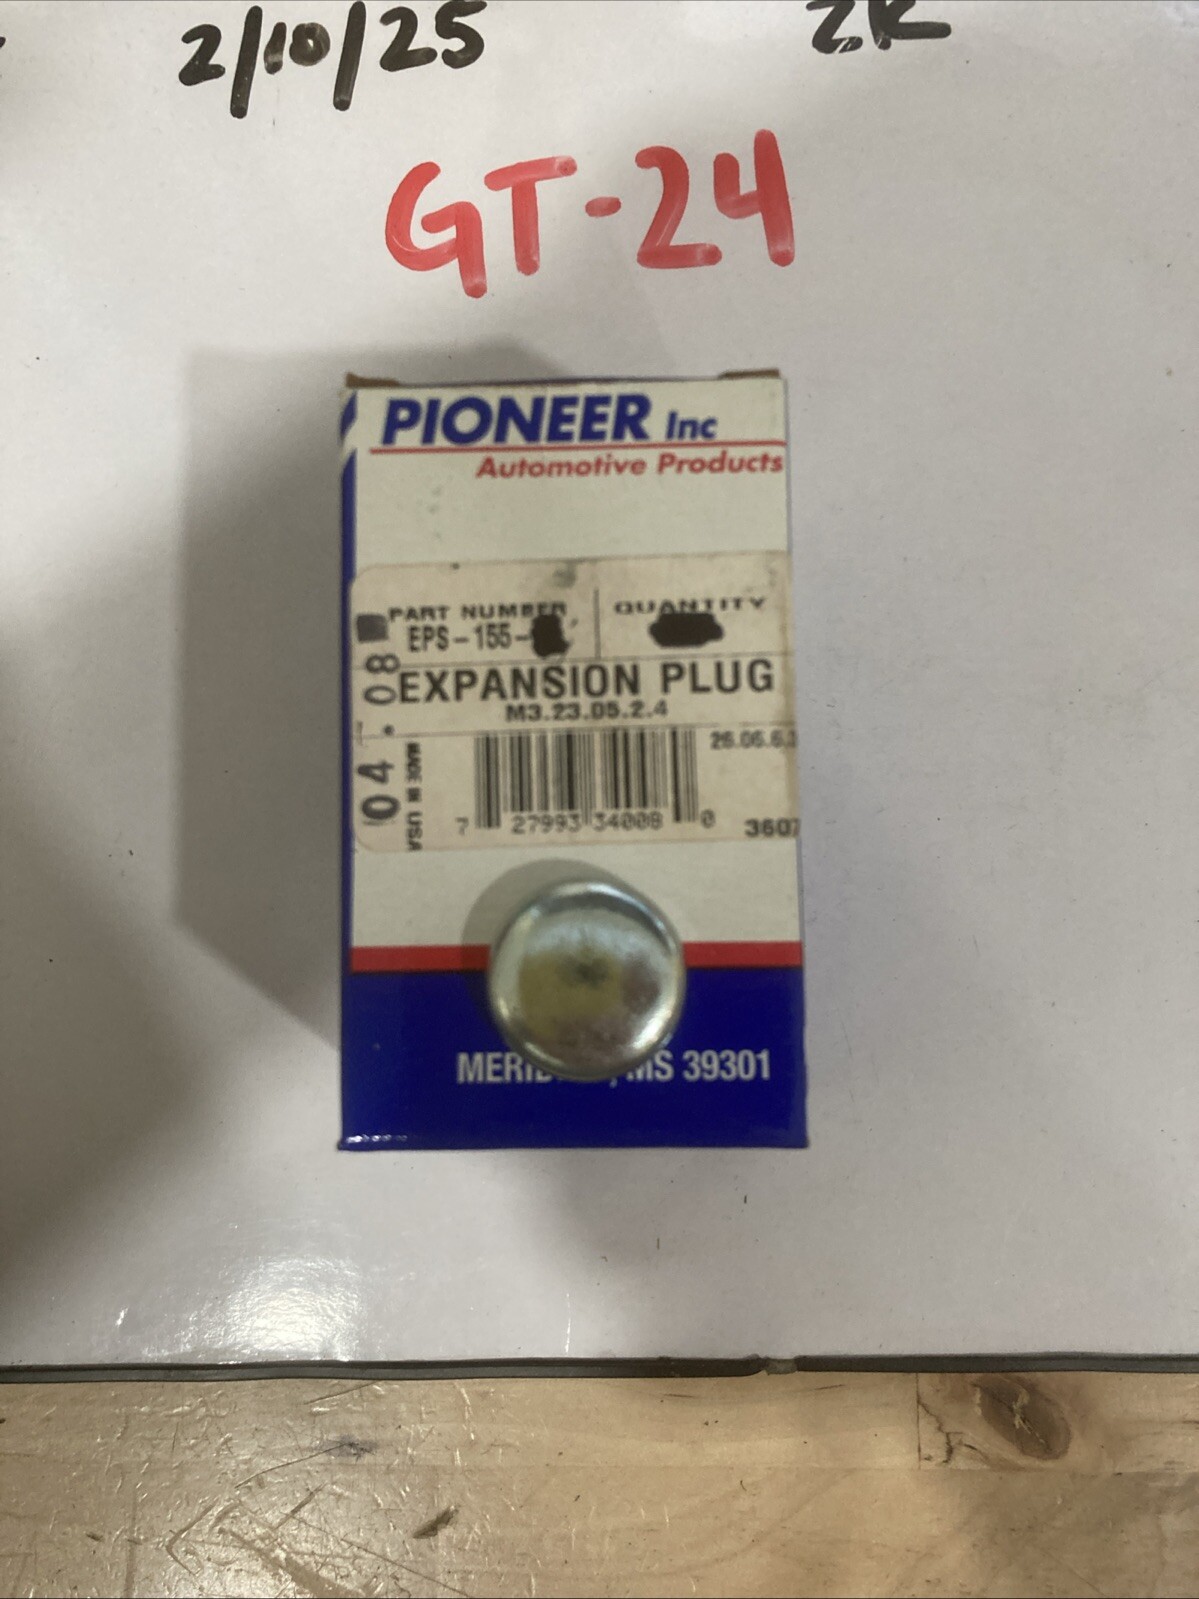 2/10/25
ZK
GT-24
PIONEER Inc
Automotive Products
PART NUMBER
QUANTITY
EPS-155-
EXPANSION PLUG
M3.23.05.2.4
04.08
MADE IN USA
7 27993 34008 0
3607
MS 39301